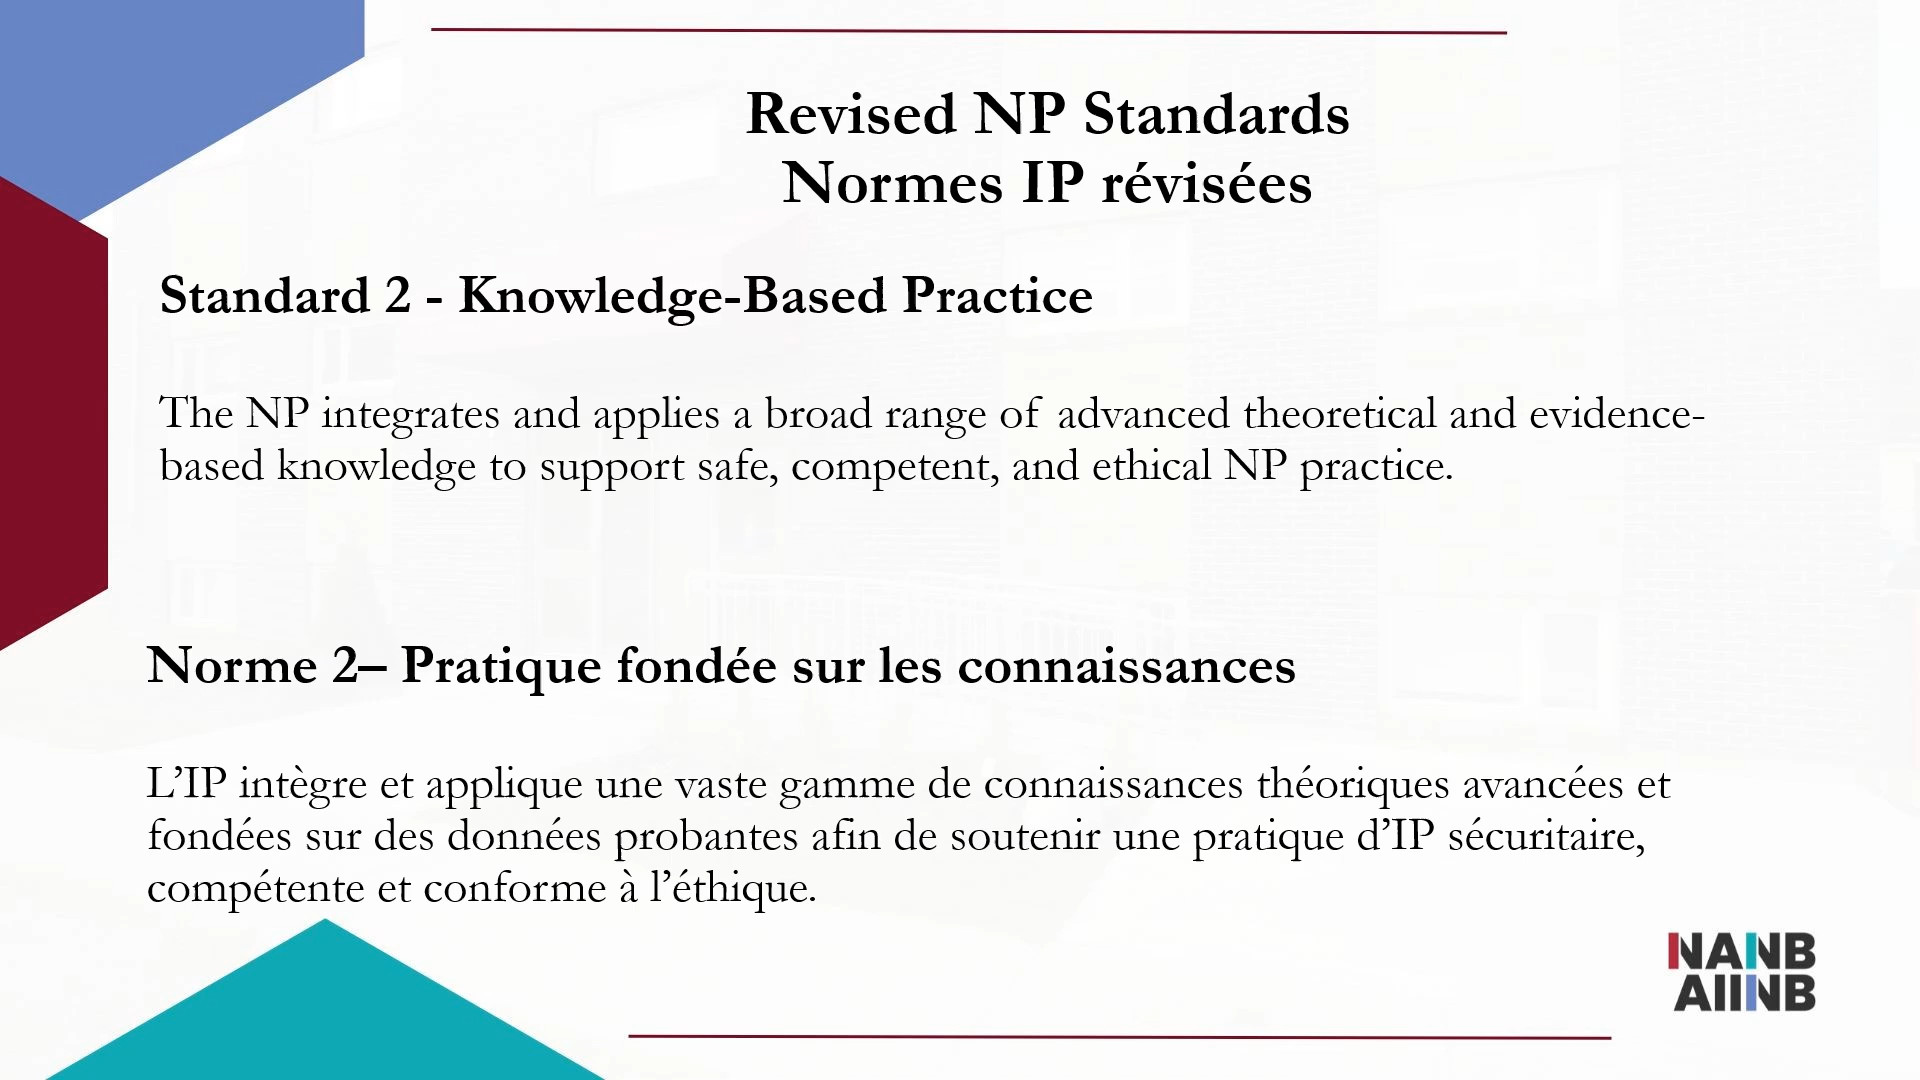 Revised NP Standards
Normes IP révisées
Standard 2 - Knowledge-Based Practice
The NP integrates and applies a broad range of advanced theoretical and evidence-
based knowledge to support safe, competent, and ethical NP practice.
Norme 2– Pratique fondée sur les connaissances
L’IP intègre et applique une vaste gamme de connaissances théoriques avancées et
fondées sur des données probantes afin de soutenir une pratique d’IP sécuritaire,
compétente et conforme à l’éthique.
NANB
AIINB